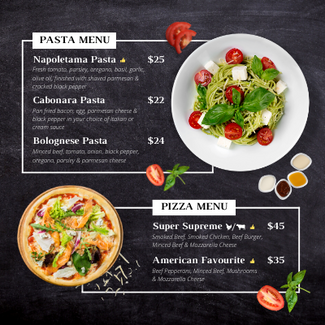 PASTA MENU
Napoletama Pasta $25
Fresh tomato, parsley, oregano, basil, garlic,
olive oil, finished with shaved parmesan &
cracked black pepper
Cabonara Pasta $22
Pan fried bacon, egg, parmesan cheese &
black pepper in your choice of italian or
cream sauce
Bolognese Pasta $24
Minced beef, tomato, onion, black pepper,
oregano, parsley & parmesan cheese
PIZZA MENU
Super Supreme / $45
Smoked Beef, Smoked Chicken, Beef Burger,
Minced Beef & Mozzarella Cheese
American Favourite $35
Beef Pepperoni, Minced Beef, Mushrooms
& Mozzarella Cheese